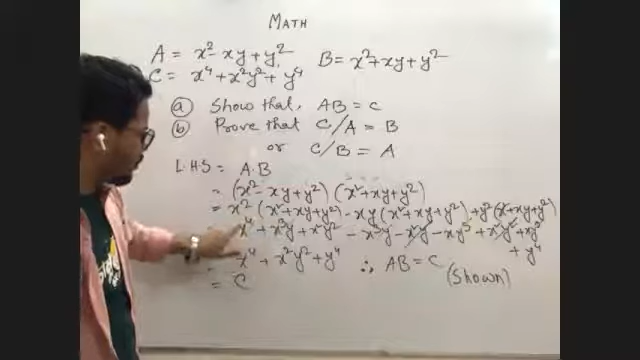 Math
A = x² - xy + y²,   B = x² + xy + y²
C = x⁴ + x²y² + y⁴
(a) Show that, AB = C
(b) Prove that C/A = B
or C/B = A
L.H.S = A.B
= (x² - xy + y²) (x² + xy + y²)
= x² (x² + xy + y²) - xy (x² + xy + y²) + y² (x² + xy + y²)
x⁴ + x³y + x²y² - x³y - x²y² - xy³ + x²y² + xy³
+ y⁴
x⁴ + x²y² + y⁴   ∴ AB = C
= C   (Shown)